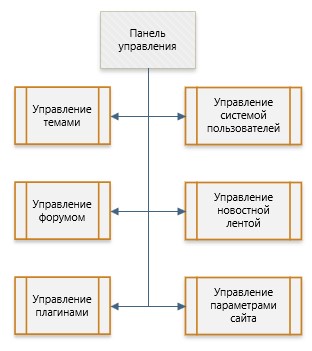 Панель
управления
Управление
темами
Управление
системой
пользователей
Управление
форумом
Управление
новостной
лентой
Управление
плагинами
Управление
параметрами
сайта